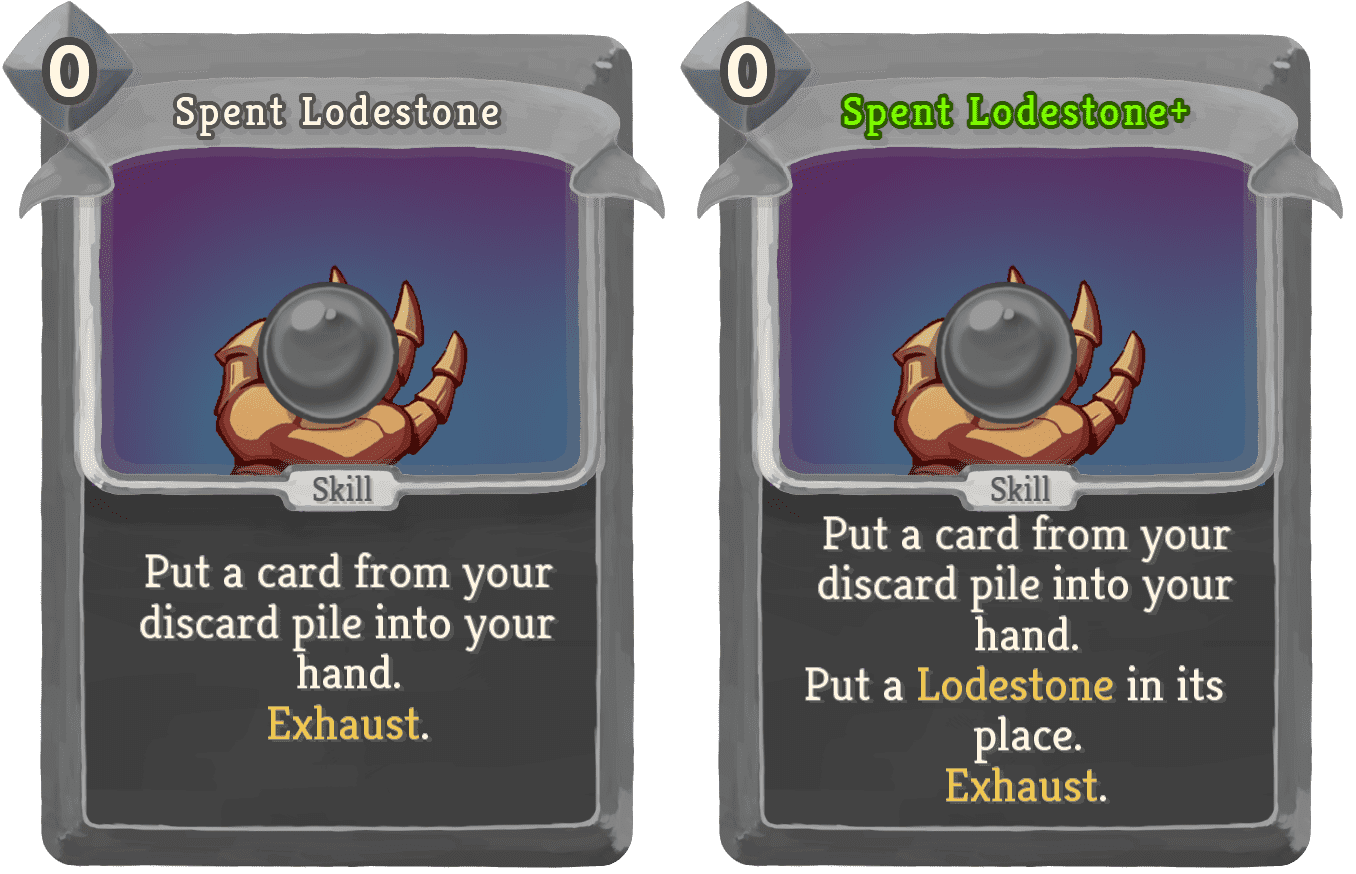 0
Spent Lodestone
Skill
Put a card from your
discard pile into your
hand.
Exhaust.
0
Spent Lodestone+
Skill
Put a card from your
discard pile into your
hand.
Put a Lodestone in its
place.
Exhaust.